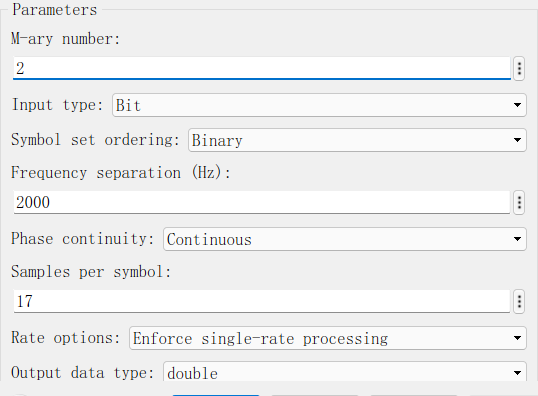 Parameters
M-ary number:
2
Input type: Bit
Symbol set ordering: Binary
Frequency separation (Hz):
2000
Phase continuity: Continuous
Samples per symbol:
17
Rate options: Enforce single-rate processing
Output data type: double